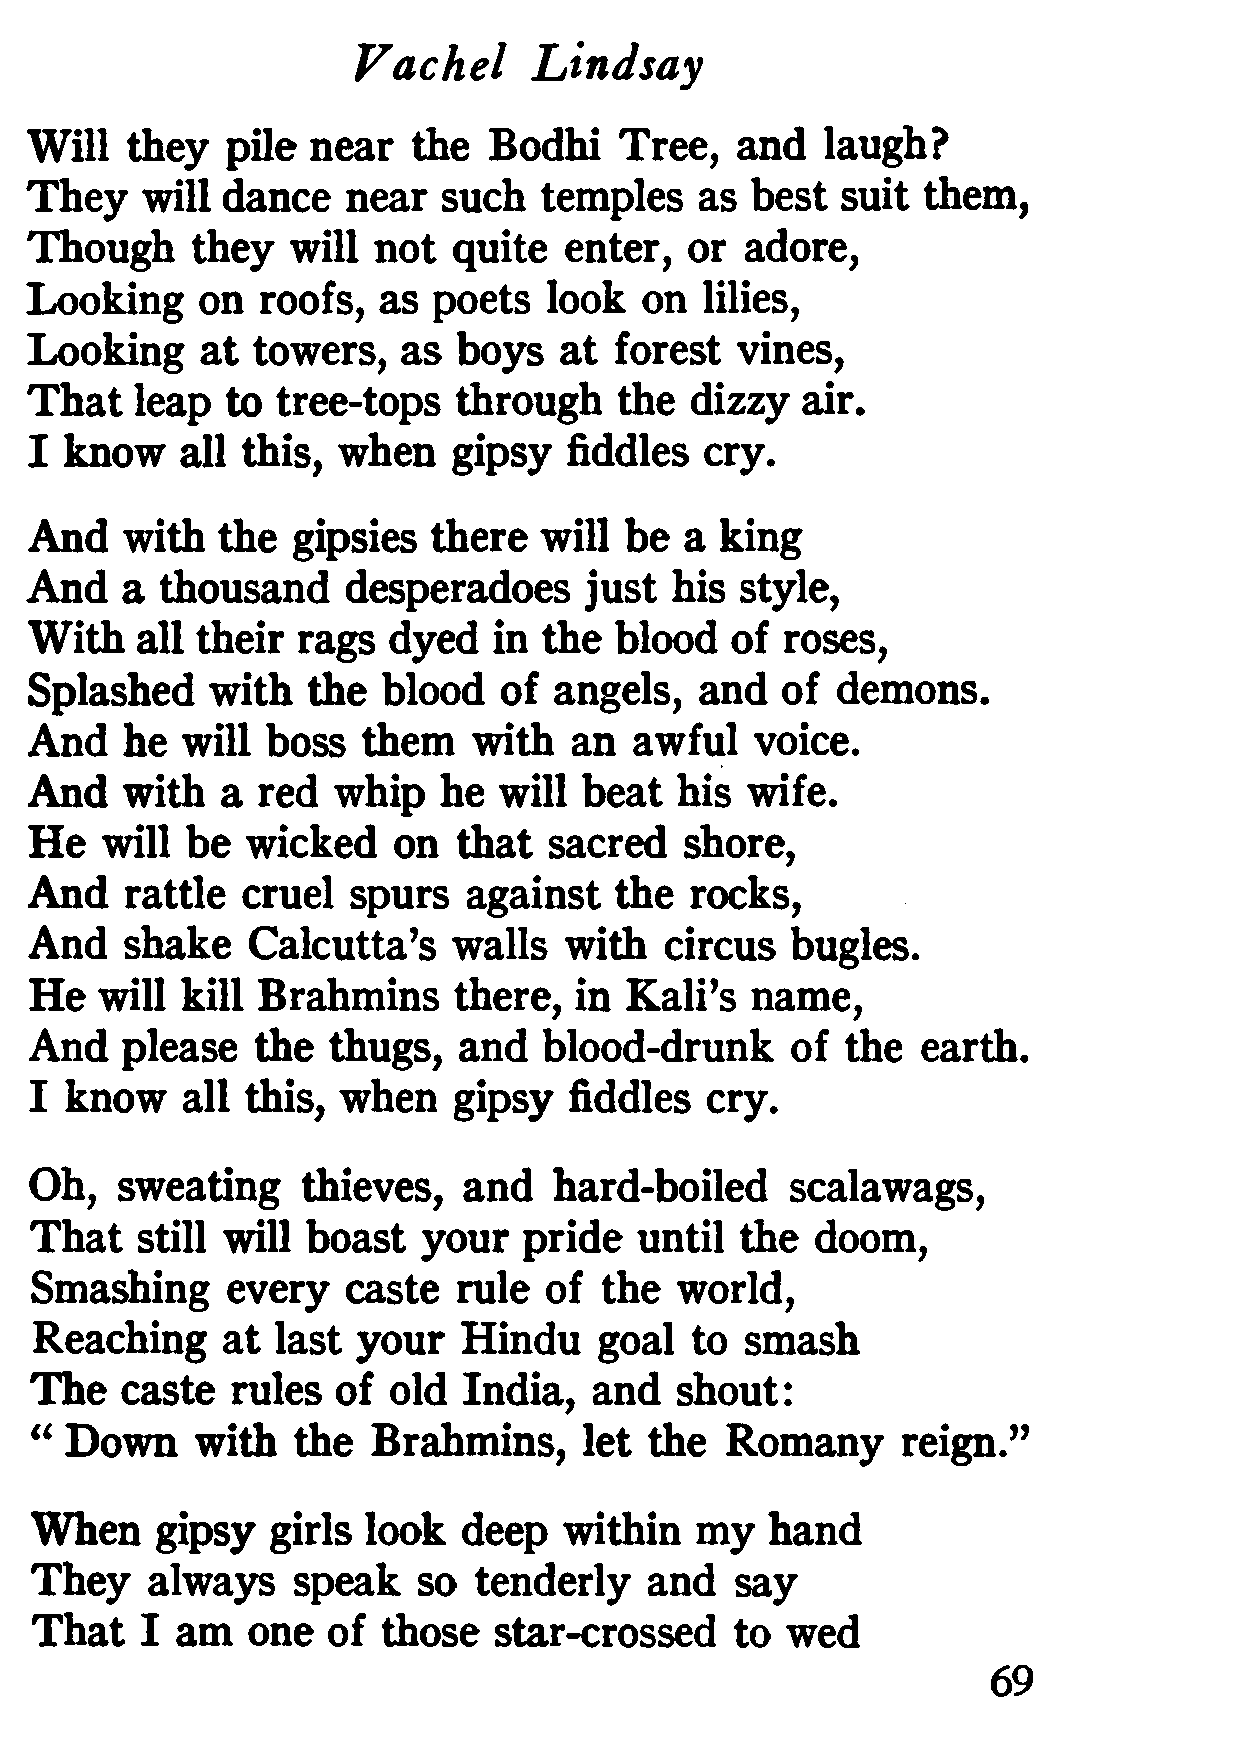 Vachel Lindsay
Will they pile near the Bodhi Tree, and laugh?
They will dance near such temples as best suit them,
Though they will not quite enter, or adore,
Looking on roofs, as poets look on lilies,
Looking at towers, as boys at forest vines,
That leap to tree-tops through the dizzy air.
I know all this, when gipsy fiddles cry.
And with the gipsies there will be a king
And a thousand desperadoes just his style,
With all their rags dyed in the blood of roses,
Splashed with the blood of angels, and of demons.
And he will boss them with an awful voice.
And with a red whip he will beat his wife.
He will be wicked on that sacred shore,
And rattle cruel spurs against the rocks,
And shake Calcutta's walls with circus bugles.
He will kill Brahmins there, in Kali's name,
And please the thugs, and blood-drunk of the earth.
I know all this, when gipsy fiddles cry.
Oh, sweating thieves, and hard-boiled scalawags,
That still will boast your pride until the doom,
Smashing every caste rule of the world,
Reaching at last your Hindu goal to smash
The caste rules of old India, and shout:
“ Down with the Brahmins, let the Romany reign.”
When gipsy girls look deep within my hand
They always speak so tenderly and say
That I am one of those star-crossed to wed
69